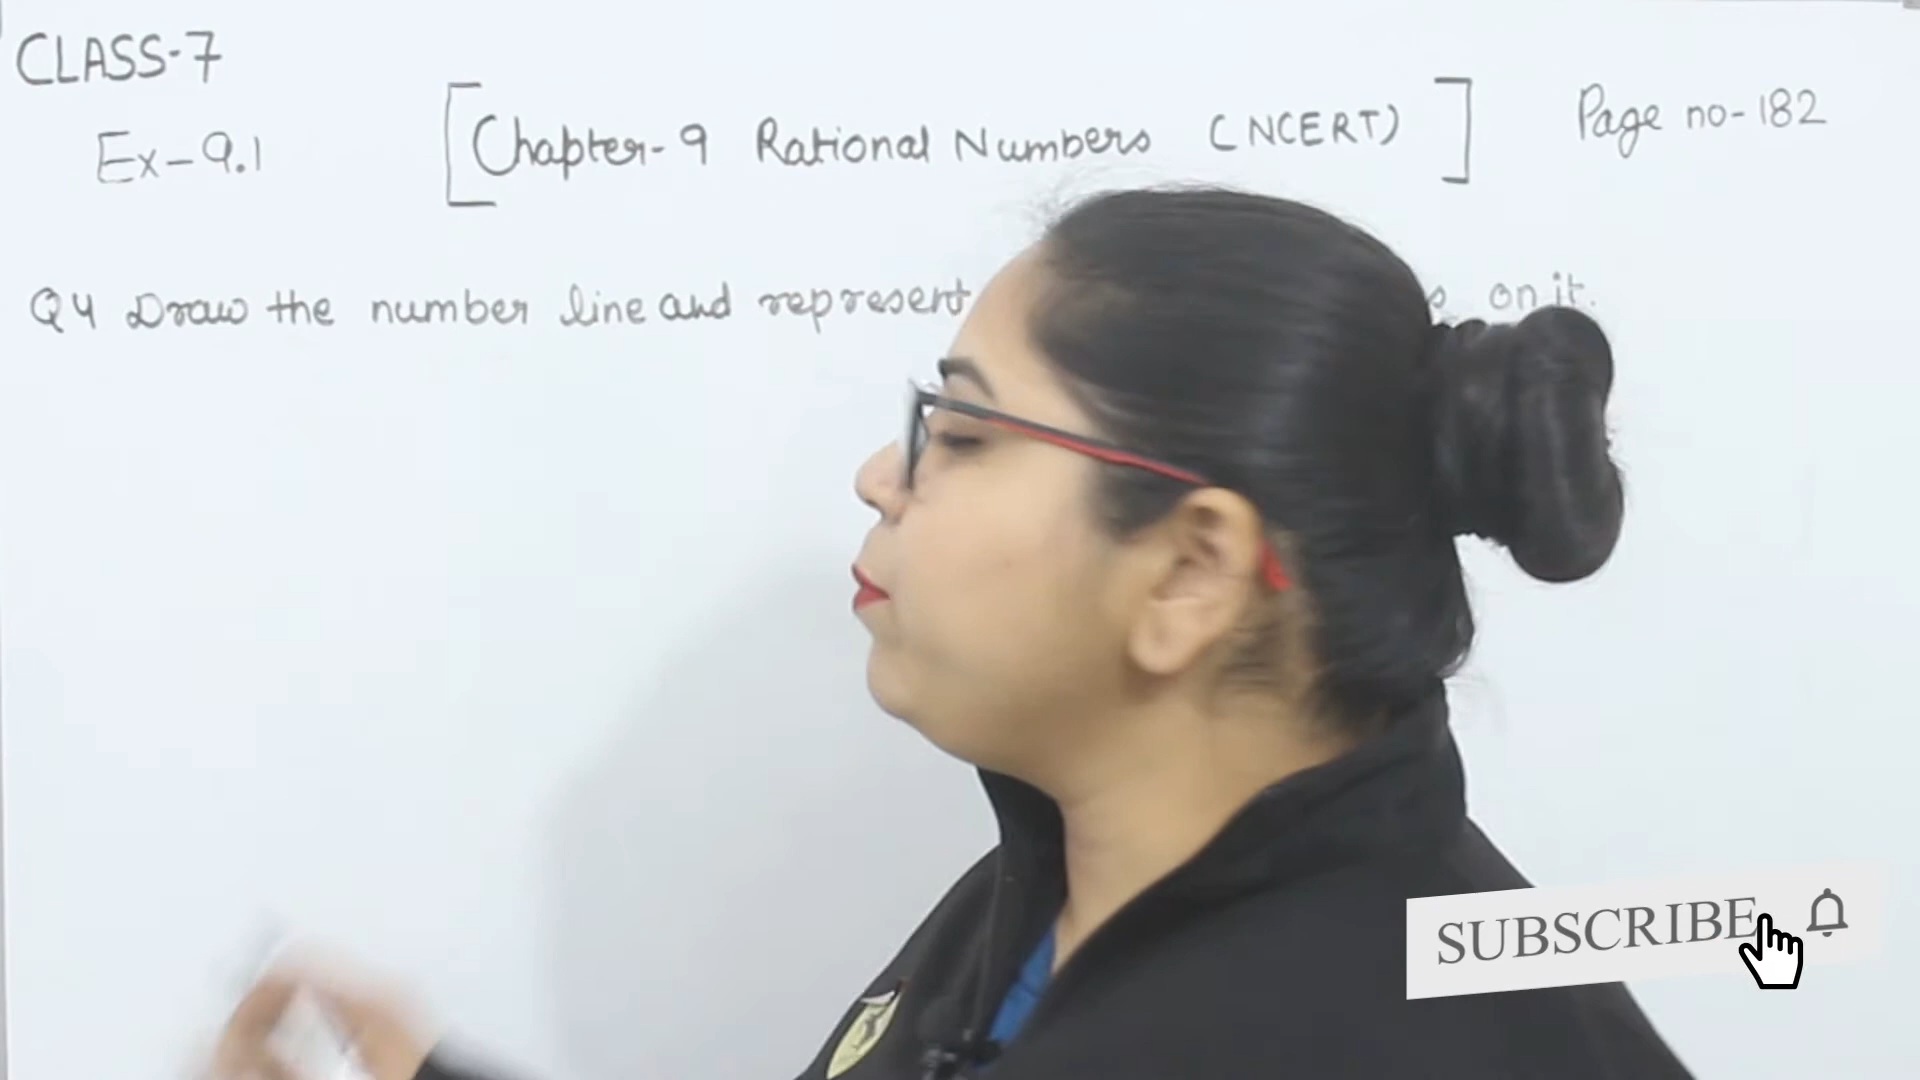 CLASS-7
Ex-9.1 [Chapter-9 Rational Numbers (NCERT)] Page no-182
Q4 Draw the number line and represent on it.
SUBSCRIBE